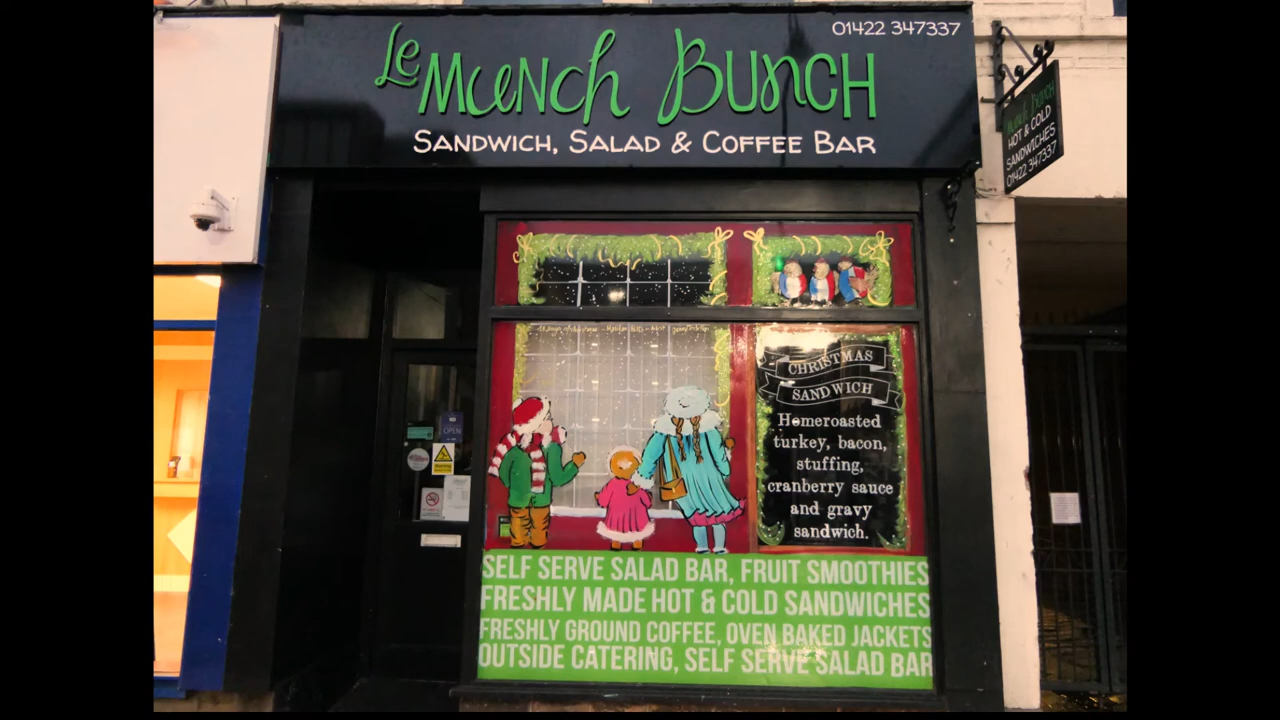 01422 347337
Le Munch Bunch
Sandwich, Salad & Coffee Bar
Munch Bunch
HOT & COLD
SANDWICHES
01422 347337
CHRISTMAS
SANDWICH
Homeroasted
turkey, bacon,
stuffing,
cranberry sauce
and gravy
sandwich.
OPEN
SELF SERVE SALAD BAR, FRUIT SMOOTHIES
FRESHLY MADE HOT & COLD SANDWICHES
FRESHLY GROUND COFFEE, OVEN BAKED JACKETS
OUTSIDE CATERING, SELF SERVE SALAD BAR